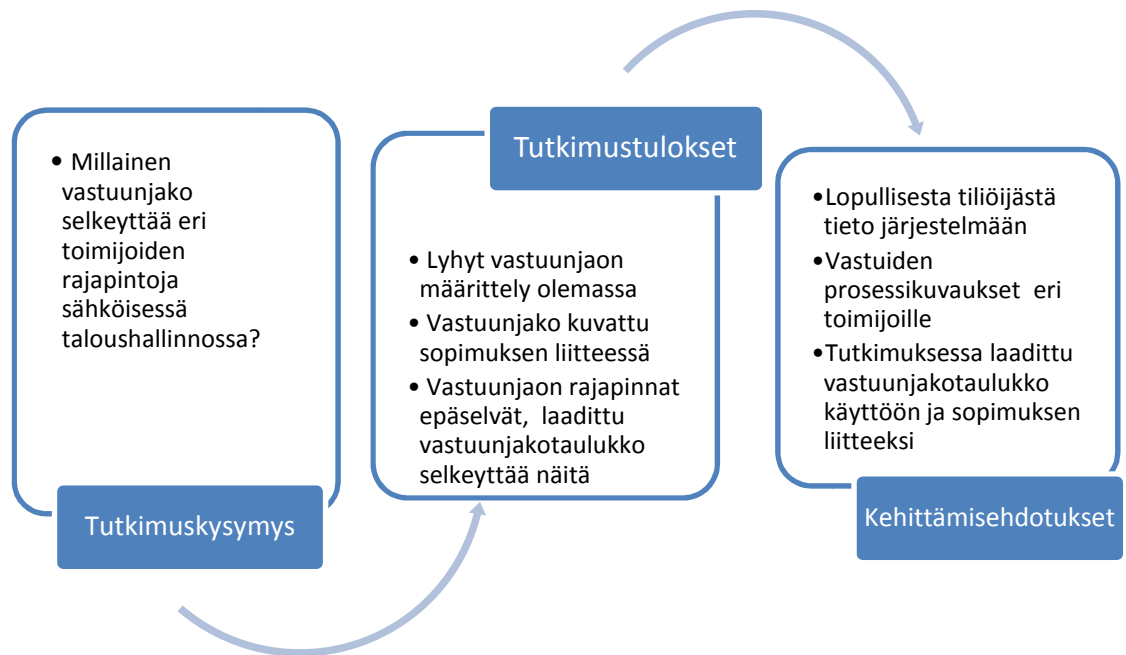 • Millainen
vastuunjako
selkeyttää eri
toimijoiden
rajapintoja
sähköisessä
taloushallinnossa?
Tutkimuskysymys
Tutkimustulokset
• Lyhyt vastuunjaon
määrittely olemassa
• Vastuunjako kuvattu
sopimuksen liitteessä
• Vastuunjaon rajapinnat
epäselvät, laadittu
vastuunjakotaulukko
selkeyttää näitä
•Lopullisesta tiliöijästä
tieto järjestelmään
•Vastuiden
prosessikuvaukset eri
toimijoille
•Tutkimuksessa laadittu
vastuunjakotaulukko
käyttöön ja sopimuksen
liitteeksi
Kehittämisehdotukset